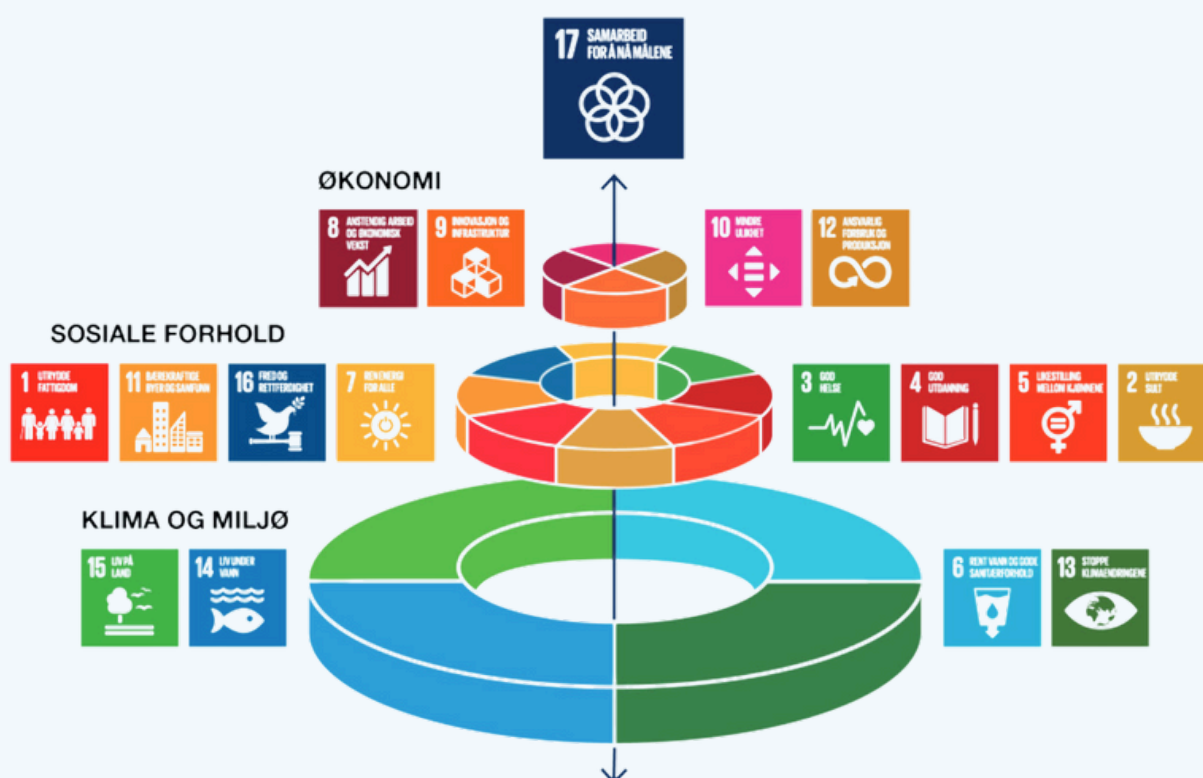 17 SAMARBEID
FOR Å NÅ MÅLENE
ØKONOMI
8 ANSTENDIG ARBEID
OG ØKONOMISK
VEKST
9 INNOVASJON OG
INFRASTRUKTUR
10 MINDRE
ULIKHET
12 ANSVARLIG
FORBRUK OG
PRODUKSJON
SOSIALE FORHOLD
1 UTRYDDE
FATTIGDOM
11 BÆREKRAFTIGE
BYER OG SAMFUNN
16 FRED OG
RETTFERDIGHET
7 REN ENERGI
FOR ALLE
3 GOD
HELSE
4 GOD
UTDANNING
5 LIKESTILLING
MELLOM KJØNNENE
2 UTRYDDE
SULT
KLIMA OG MILJØ
15 LIV PÅ
LAND
14 LIV UNDER
VANN
6 RENT VANN OG GODE
SANITÆRFORHOLD
13 STOPPE
KLIMAENDRINGENE